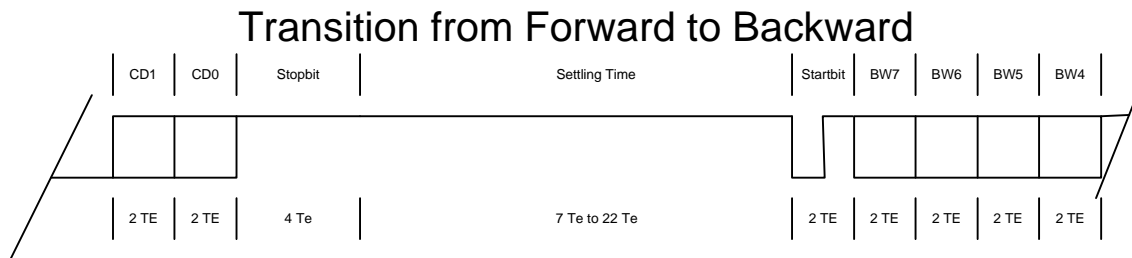 Transition from Forward to Backward
CD1 CD0 Stopbit Settling Time Startbit BW7 BW6 BW5 BW4
2 TE 2 TE 4 Te 7 Te to 22 Te 2 TE 2 TE 2 TE 2 TE 2 TE